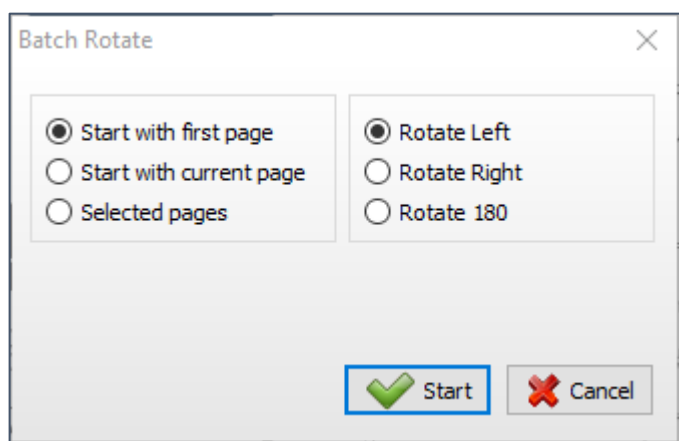 Batch Rotate
Start with first page
Start with current page
Selected pages
Rotate Left
Rotate Right
Rotate 180
Start
Cancel